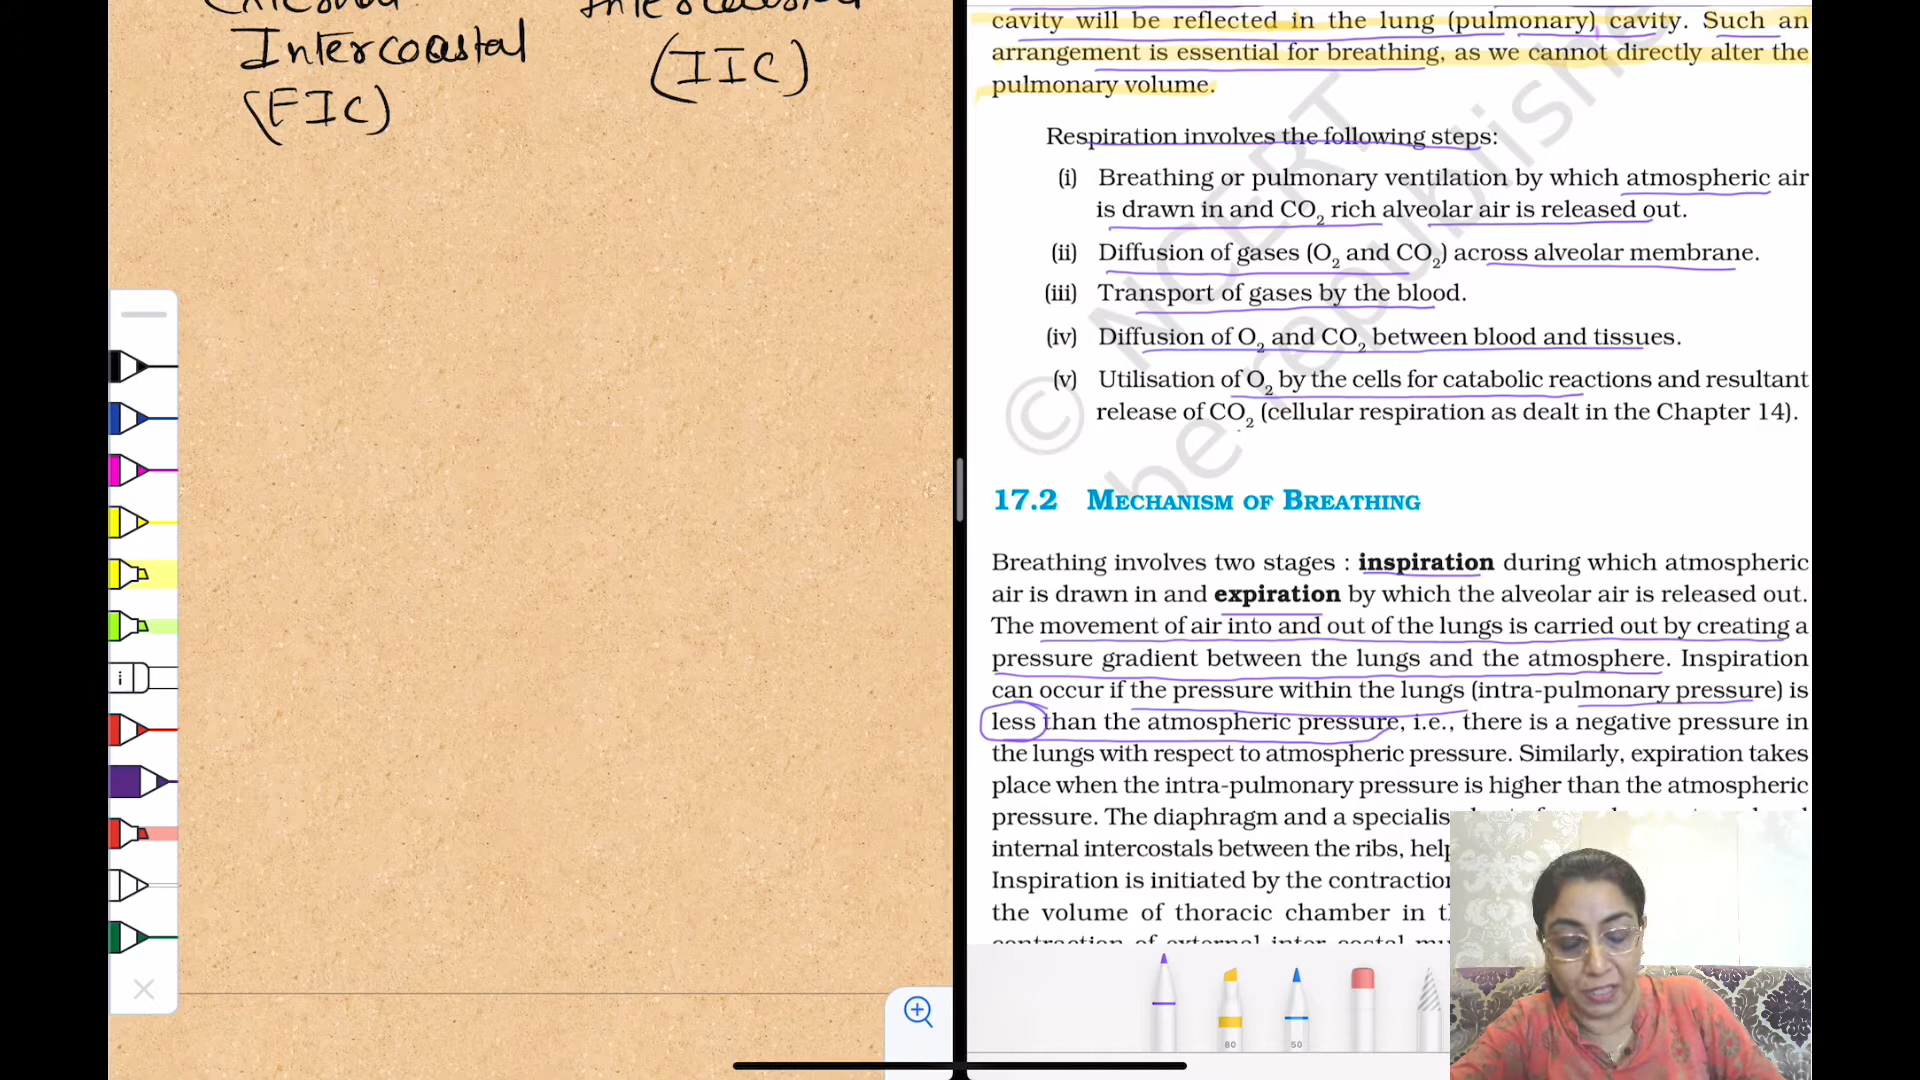 Intercoastal
(EIC)
(IIC)
cavity will be reflected in the lung (pulmonary) cavity. Such an
arrangement is essential for breathing, as we cannot directly alter the
pulmonary volume.
Respiration involves the following steps:
(i) Breathing or pulmonary ventilation by which atmospheric air
is drawn in and CO2 rich alveolar air is released out.
(ii) Diffusion of gases (O2 and CO2) across alveolar membrane.
(iii) Transport of gases by the blood.
(iv) Diffusion of O2 and CO2 between blood and tissues.
(v) Utilisation of O2 by the cells for catabolic reactions and resultant
release of CO2 (cellular respiration as dealt in the Chapter 14).
© NCERT
be republishe
17.2 MECHANISM OF BREATHING
Breathing involves two stages : inspiration during which atmospheric
air is drawn in and expiration by which the alveolar air is released out.
The movement of air into and out of the lungs is carried out by creating a
pressure gradient between the lungs and the atmosphere. Inspiration
can occur if the pressure within the lungs (intra-pulmonary pressure) is
less than the atmospheric pressure, i.e., there is a negative pressure in
the lungs with respect to atmospheric pressure. Similarly, expiration takes
place when the intra-pulmonary pressure is higher than the atmospheric
pressure. The diaphragm and a specialis
internal intercostals between the ribs, help
Inspiration is initiated by the contraction
the volume of thoracic chamber in t
80
50